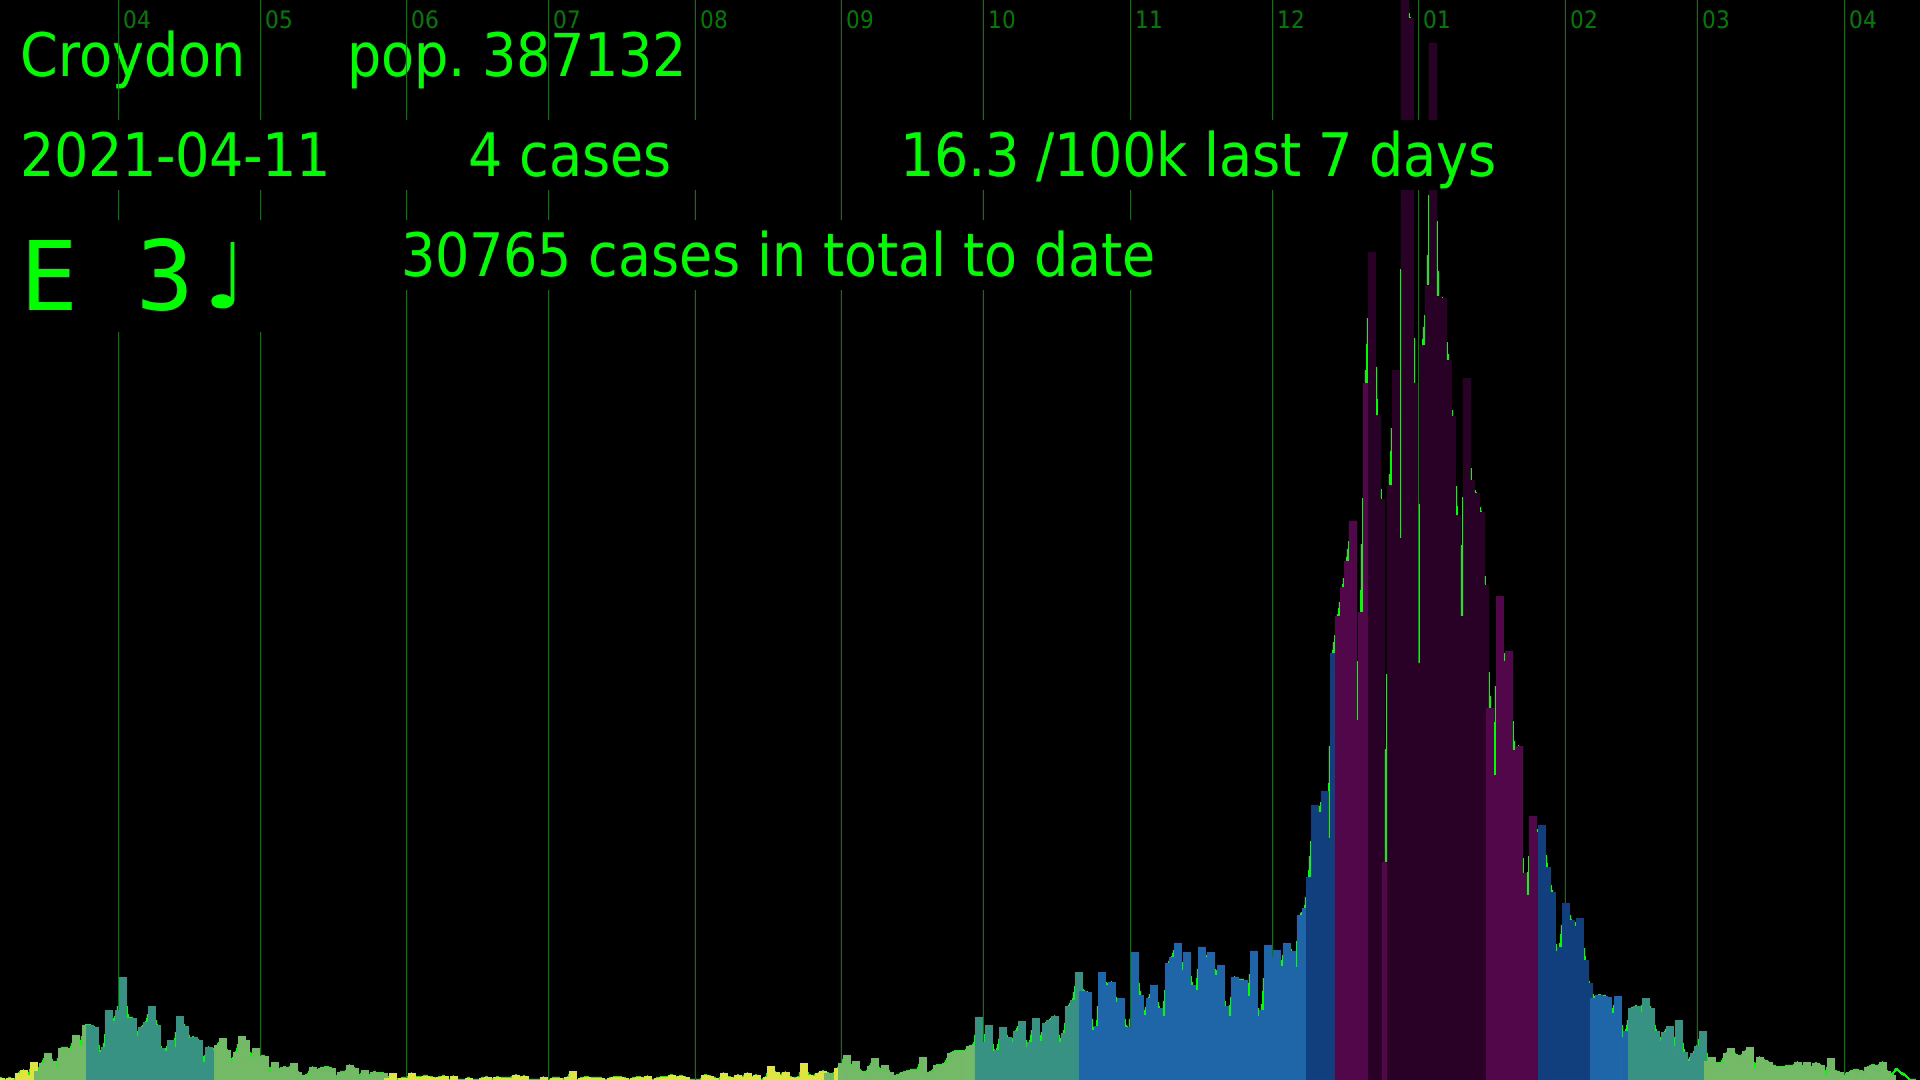 04 05 06 07 08 09 10 11 12 01 02 03 04
Croydon pop. 387132
2021-04-11 4 cases 16.3 /100k last 7 days
E 3♩ 30765 cases in total to date